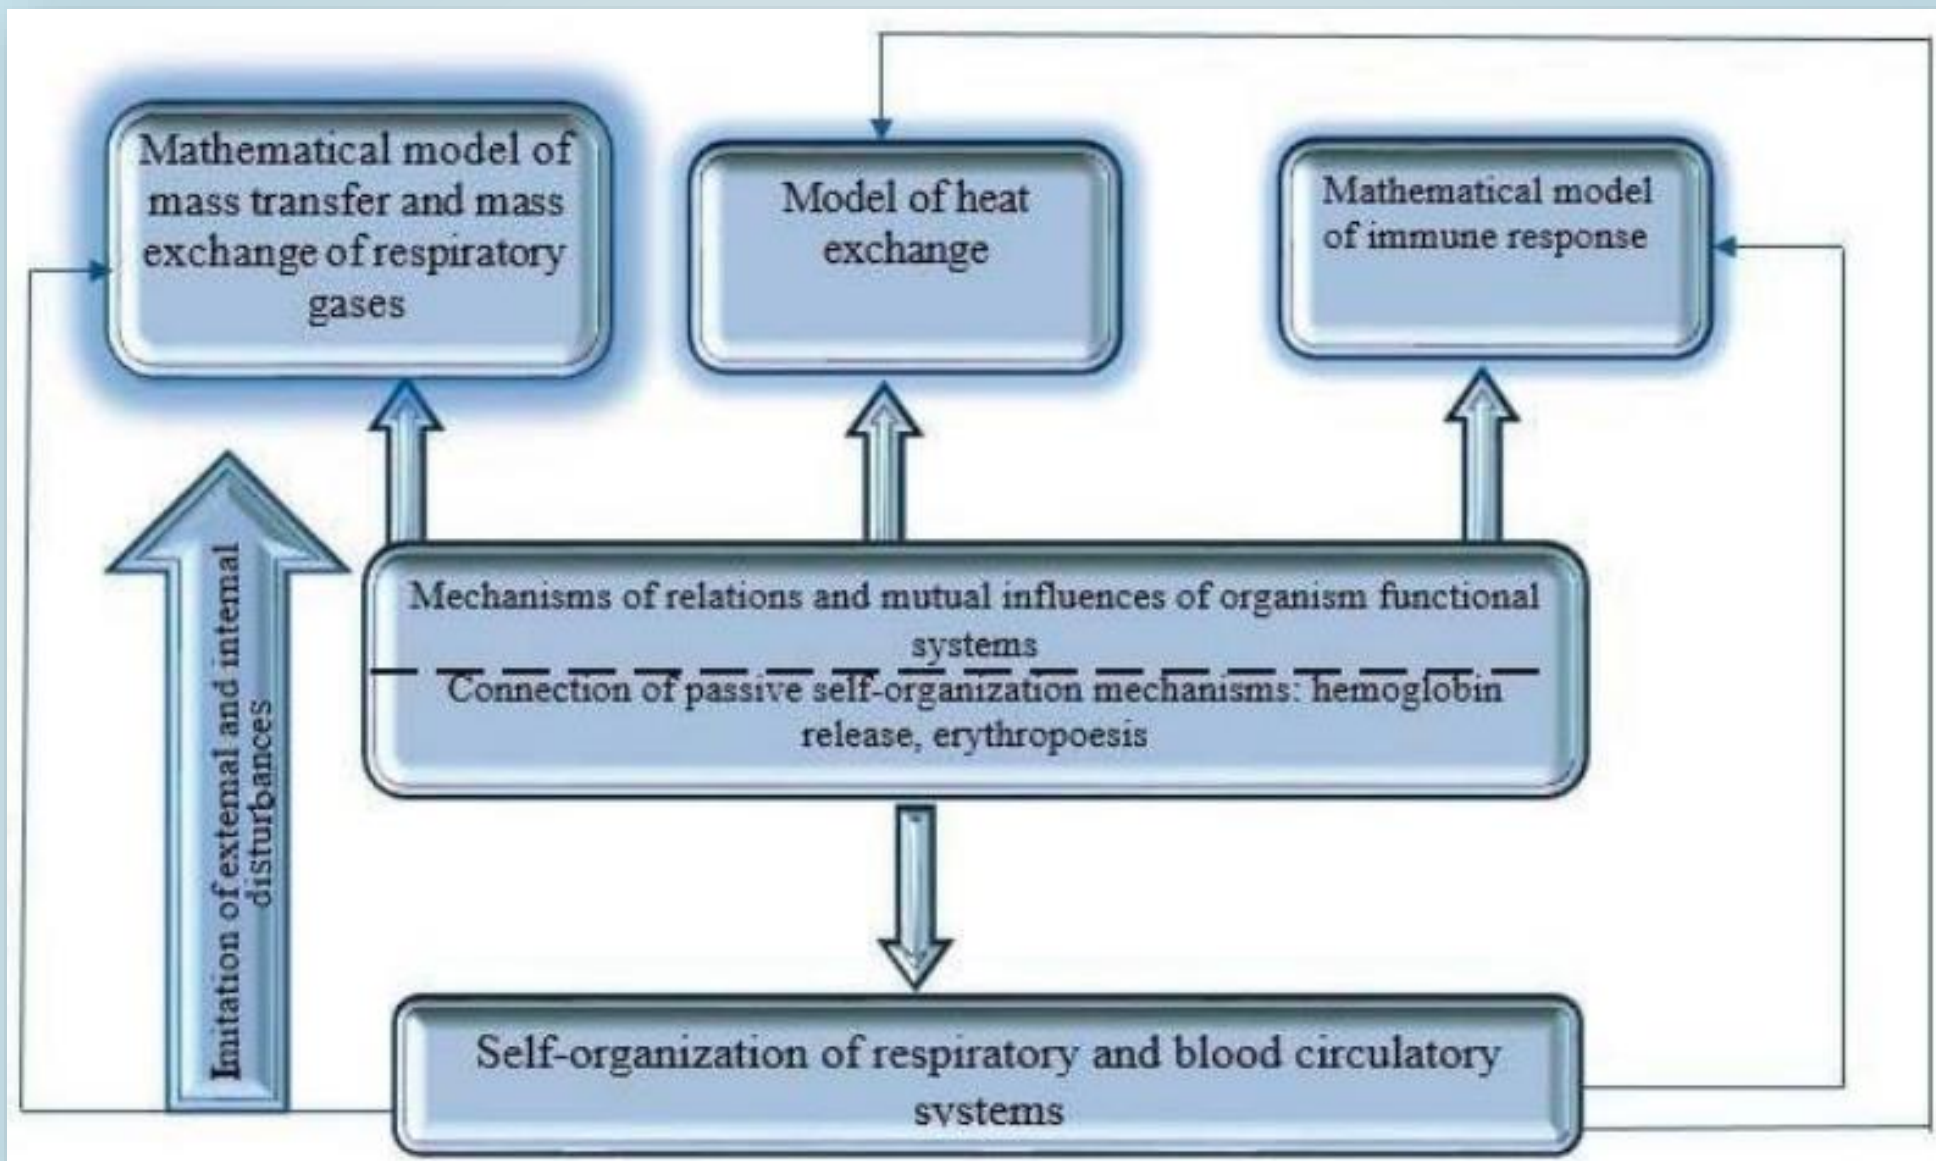 Mathematical model of
mass transfer and mass
exchange of respiratory
gases
Model of heat
exchange
Mathematical model
of immune response
Imitation of external and internal
disturbances
Mechanisms of relations and mutual influences of organism functional
systems
Connection of passive self-organization mechanisms: hemoglobin
release, erythropoesis
Self-organization of respiratory and blood circulatory
systems